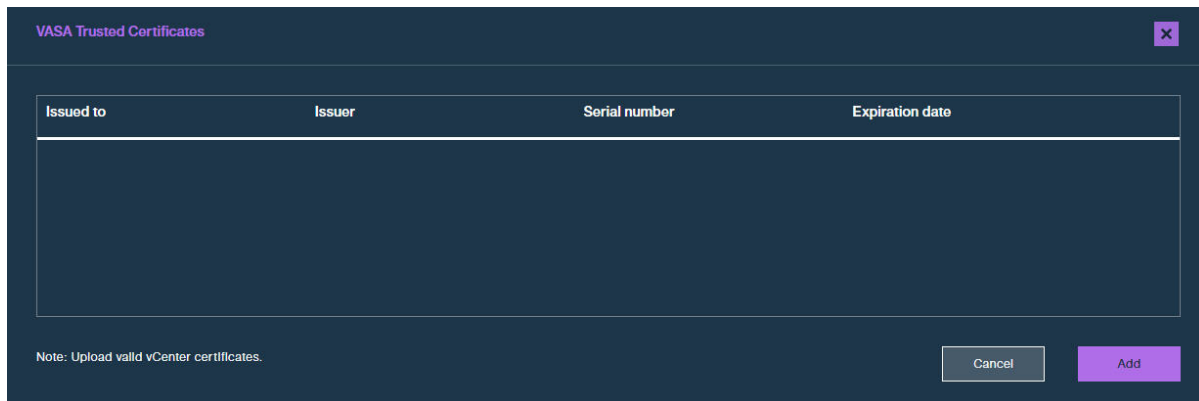 VASA Trusted Certificates
Issued to Issuer Serial number Expiration date
Note: Upload valid vCenter certificates.
Cancel Add